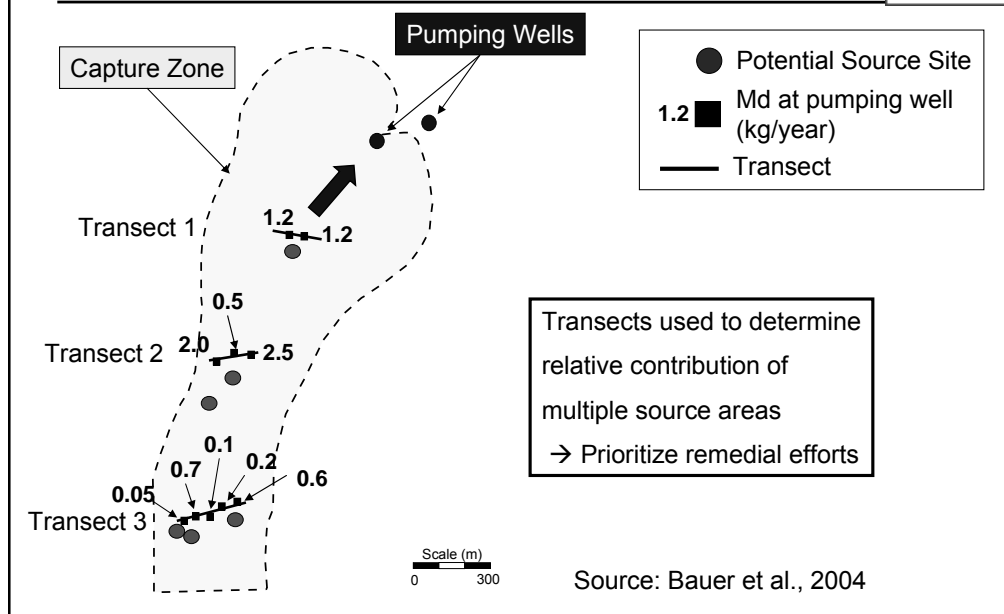 Pumping Wells
Capture Zone
Potential Source Site
1.2
Md at pumping well
(kg/year)
Transect
Transect 1
1.2
1.2
0.5
Transect 2
2.0
2.5
Transects used to determine
relative contribution of
multiple source areas
→ Prioritize remedial efforts
0.1
0.7
0.2
0.6
0.05
Transect 3
Scale (m)
0
300
Source: Bauer et al., 2004